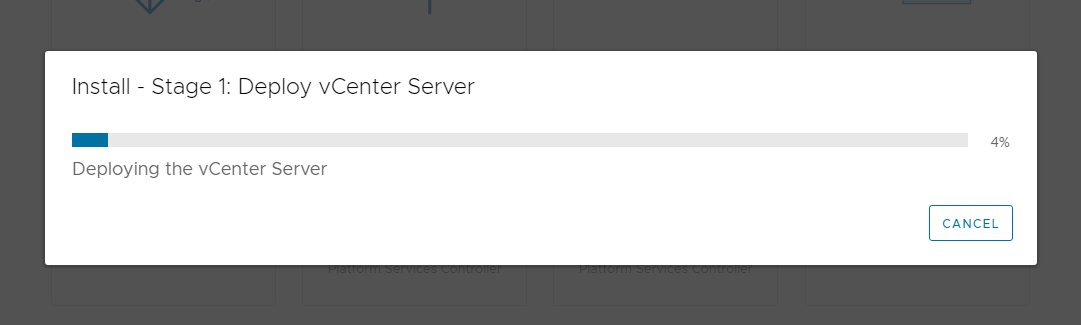 Install - Stage 1: Deploy vCenter Server
4%
Deploying the vCenter Server
CANCEL
Platform Services Controller
Platform Services Controller